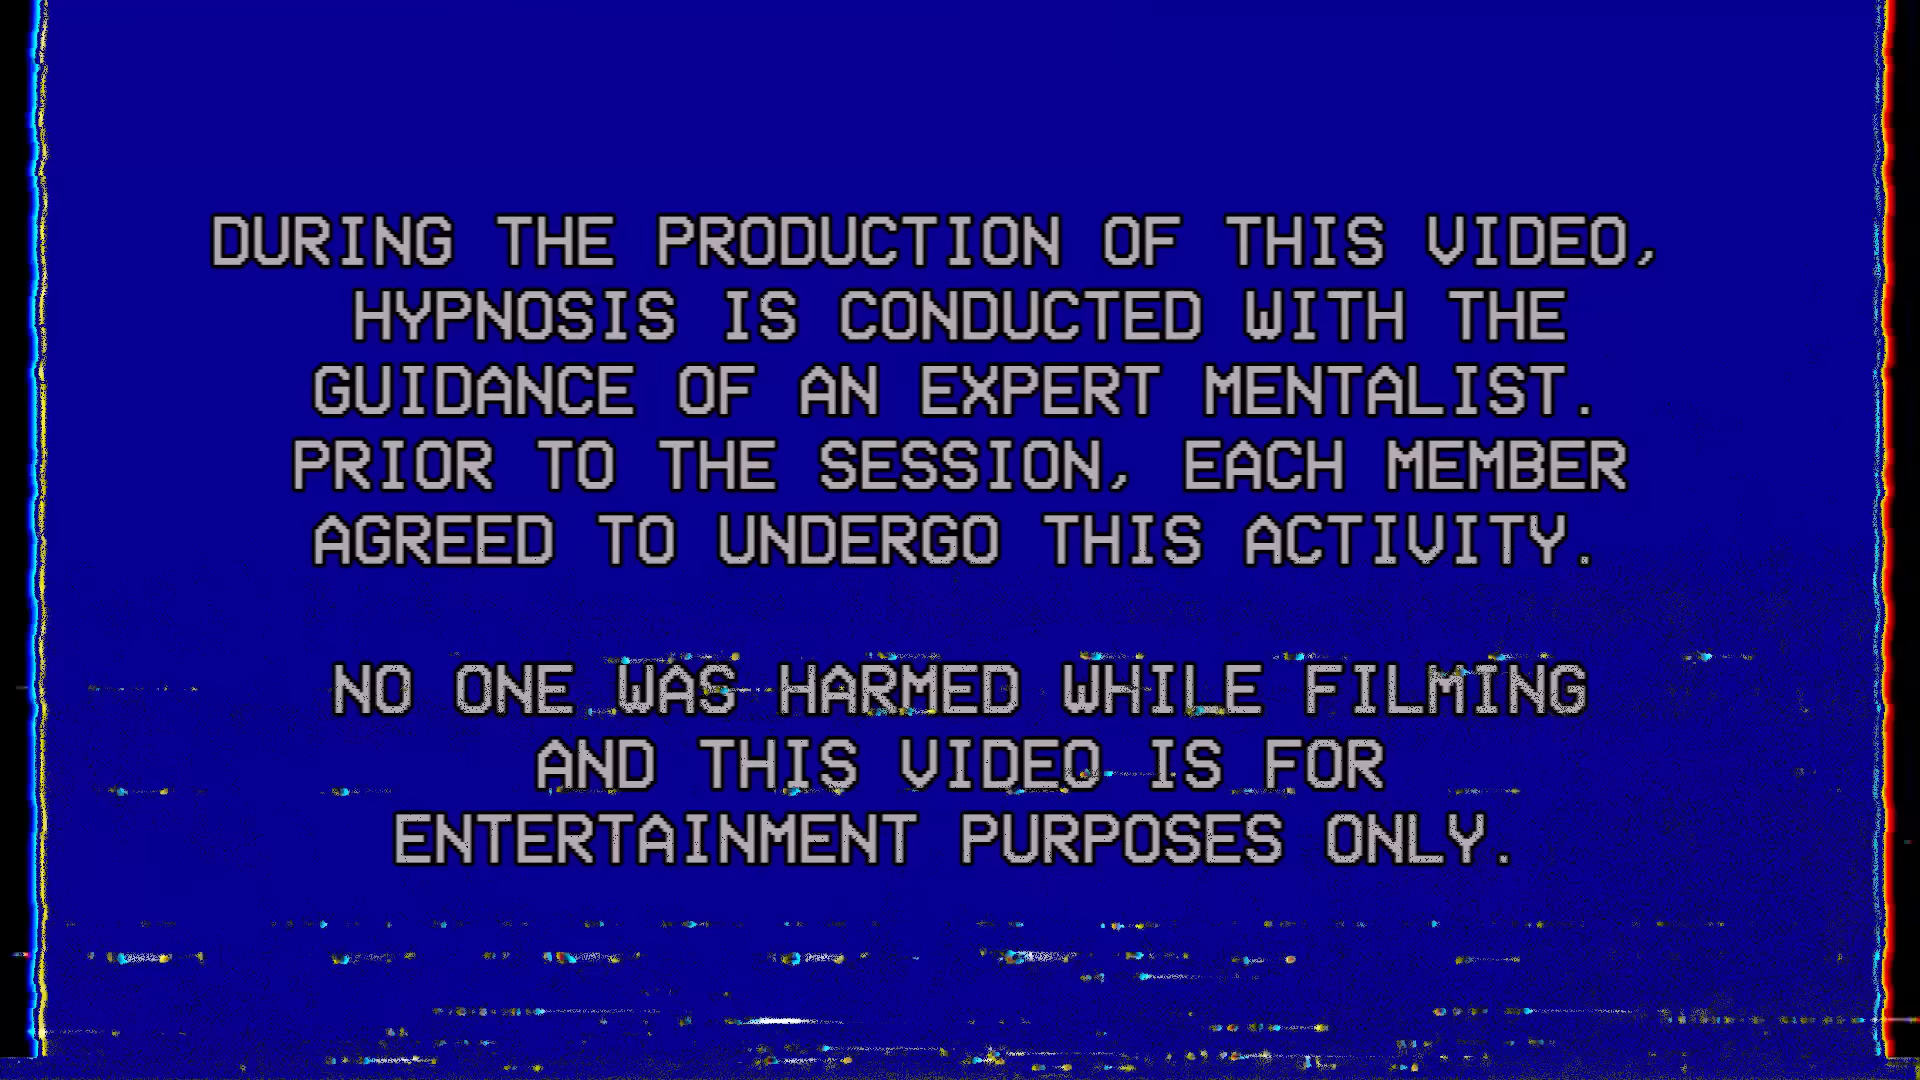 DURING THE PRODUCTION OF THIS VIDEO,
HYPNOSIS IS CONDUCTED WITH THE
GUIDANCE OF AN EXPERT MENTALIST.
PRIOR TO THE SESSION, EACH MEMBER
AGREED TO UNDERGO THIS ACTIVITY.
NO ONE WAS HARMED WHILE FILMING
AND THIS VIDEO IS FOR
ENTERTAINMENT PURPOSES ONLY.